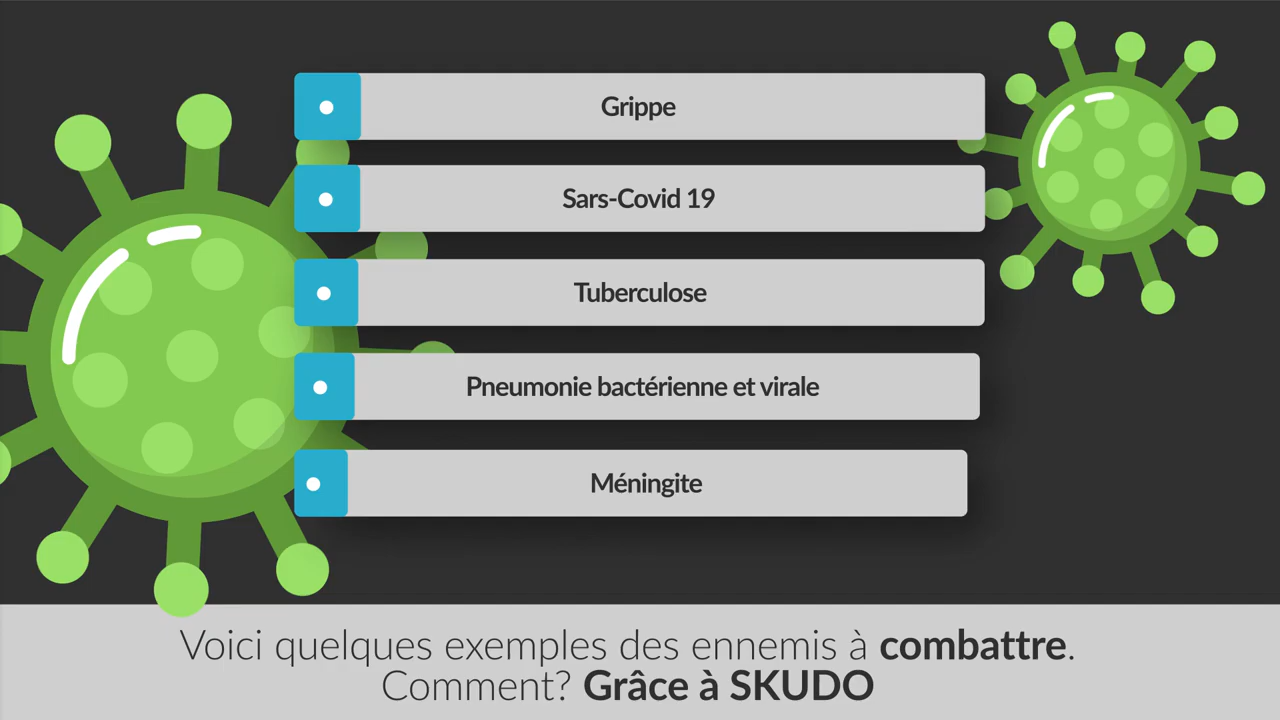 Grippe
Sars-Covid 19
Tuberculose
Pneumonie bactérienne et virale
Méningite
Voici quelques exemples des ennemis à combattre.
Comment? Grâce à SKUDO